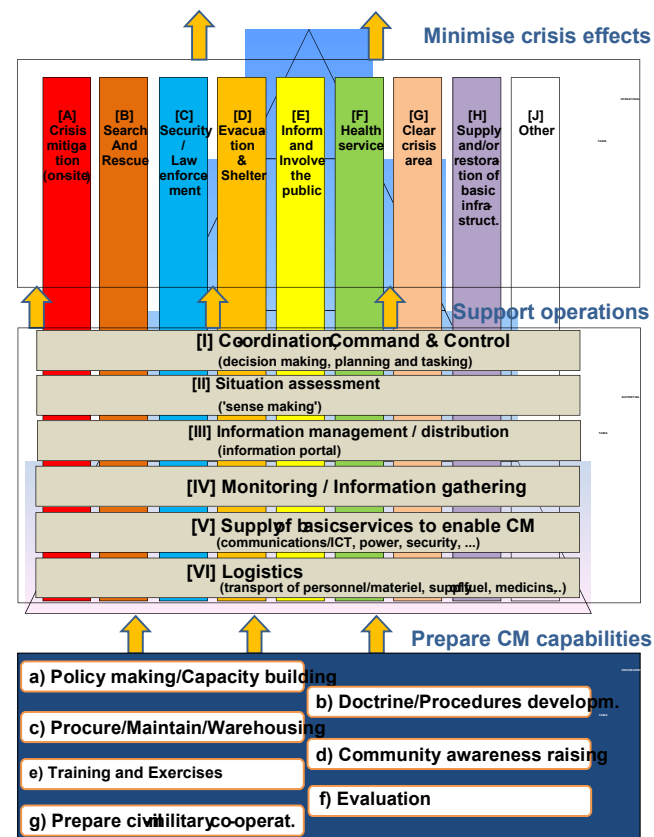 Minimise crisis effects
[A]
Crisis
mitiga
tion
(on-site)
[B]
Search
And
Rescue
[C]
Security
/
Law
enforce
ment
[D]
Evacua
tion
&
Shelter
[E]
Inform
and
Involve
the
public
[F]
Health
service
[G]
Clear
crisis
area
[H]
Supply
and/or
restora-
tion of
basic
infra-
struct.
[J]
Other
Support operations
[I] Co-ordination, Command & Control
(decision making, planning and tasking)
[II] Situation assessment
('sense making')
[III] Information management / distribution
(information portal)
[IV] Monitoring / Information gathering
[V] Supply of basic services to enable CM
(communications/ICT, power, security, ...)
[VI] Logistics
(transport of personnel/materiel, supply of fuel, medicins,..)
Prepare CM capabilities
a) Policy making/Capacity building
b) Doctrine/Procedures developm.
c) Procure/Maintain/Warehousing
d) Community awareness raising
e) Training and Exercises
f) Evaluation
g) Prepare civil-military co-operat.